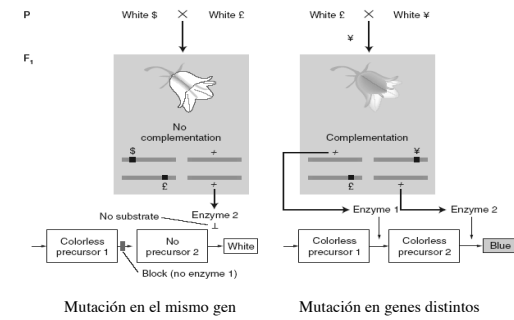 P
White $ × White £
White £ × White ¥
¥
F₁
No
complementation
$
+
£
+
No substrate
Enzyme 2
Colorless
precursor 1
No
precursor 2
White
Block (no enzyme 1)
Complementation
+
¥
£
+
Enzyme 1
Enzyme 2
Colorless
precursor 1
Colorless
precursor 2
Blue
Mutación en el mismo gen
Mutación en genes distintos